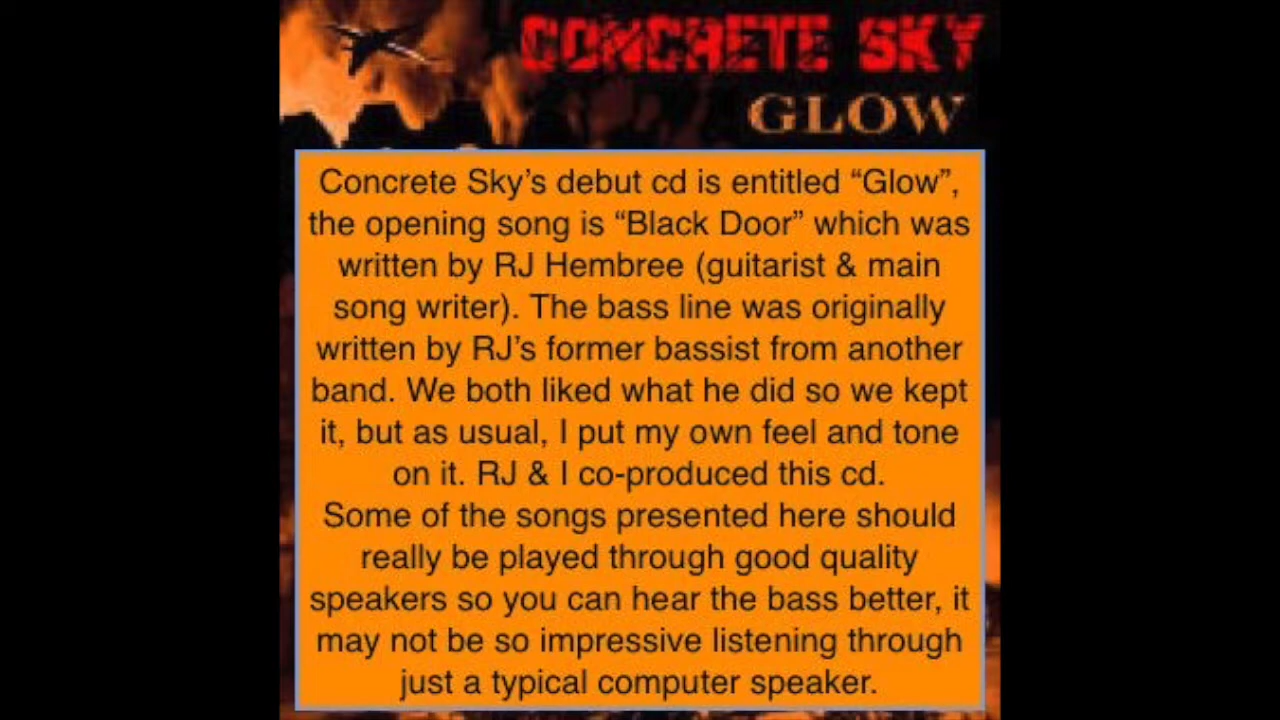 CONCRETE SKY
GLOW
Concrete Sky’s debut cd is entitled “Glow”,
the opening song is “Black Door” which was
written by RJ Hembree (guitarist & main
song writer). The bass line was originally
written by RJ’s former bassist from another
band. We both liked what he did so we kept
it, but as usual, I put my own feel and tone
on it. RJ & I co-produced this cd.
Some of the songs presented here should
really be played through good quality
speakers so you can hear the bass better, it
may not be so impressive listening through
just a typical computer speaker.